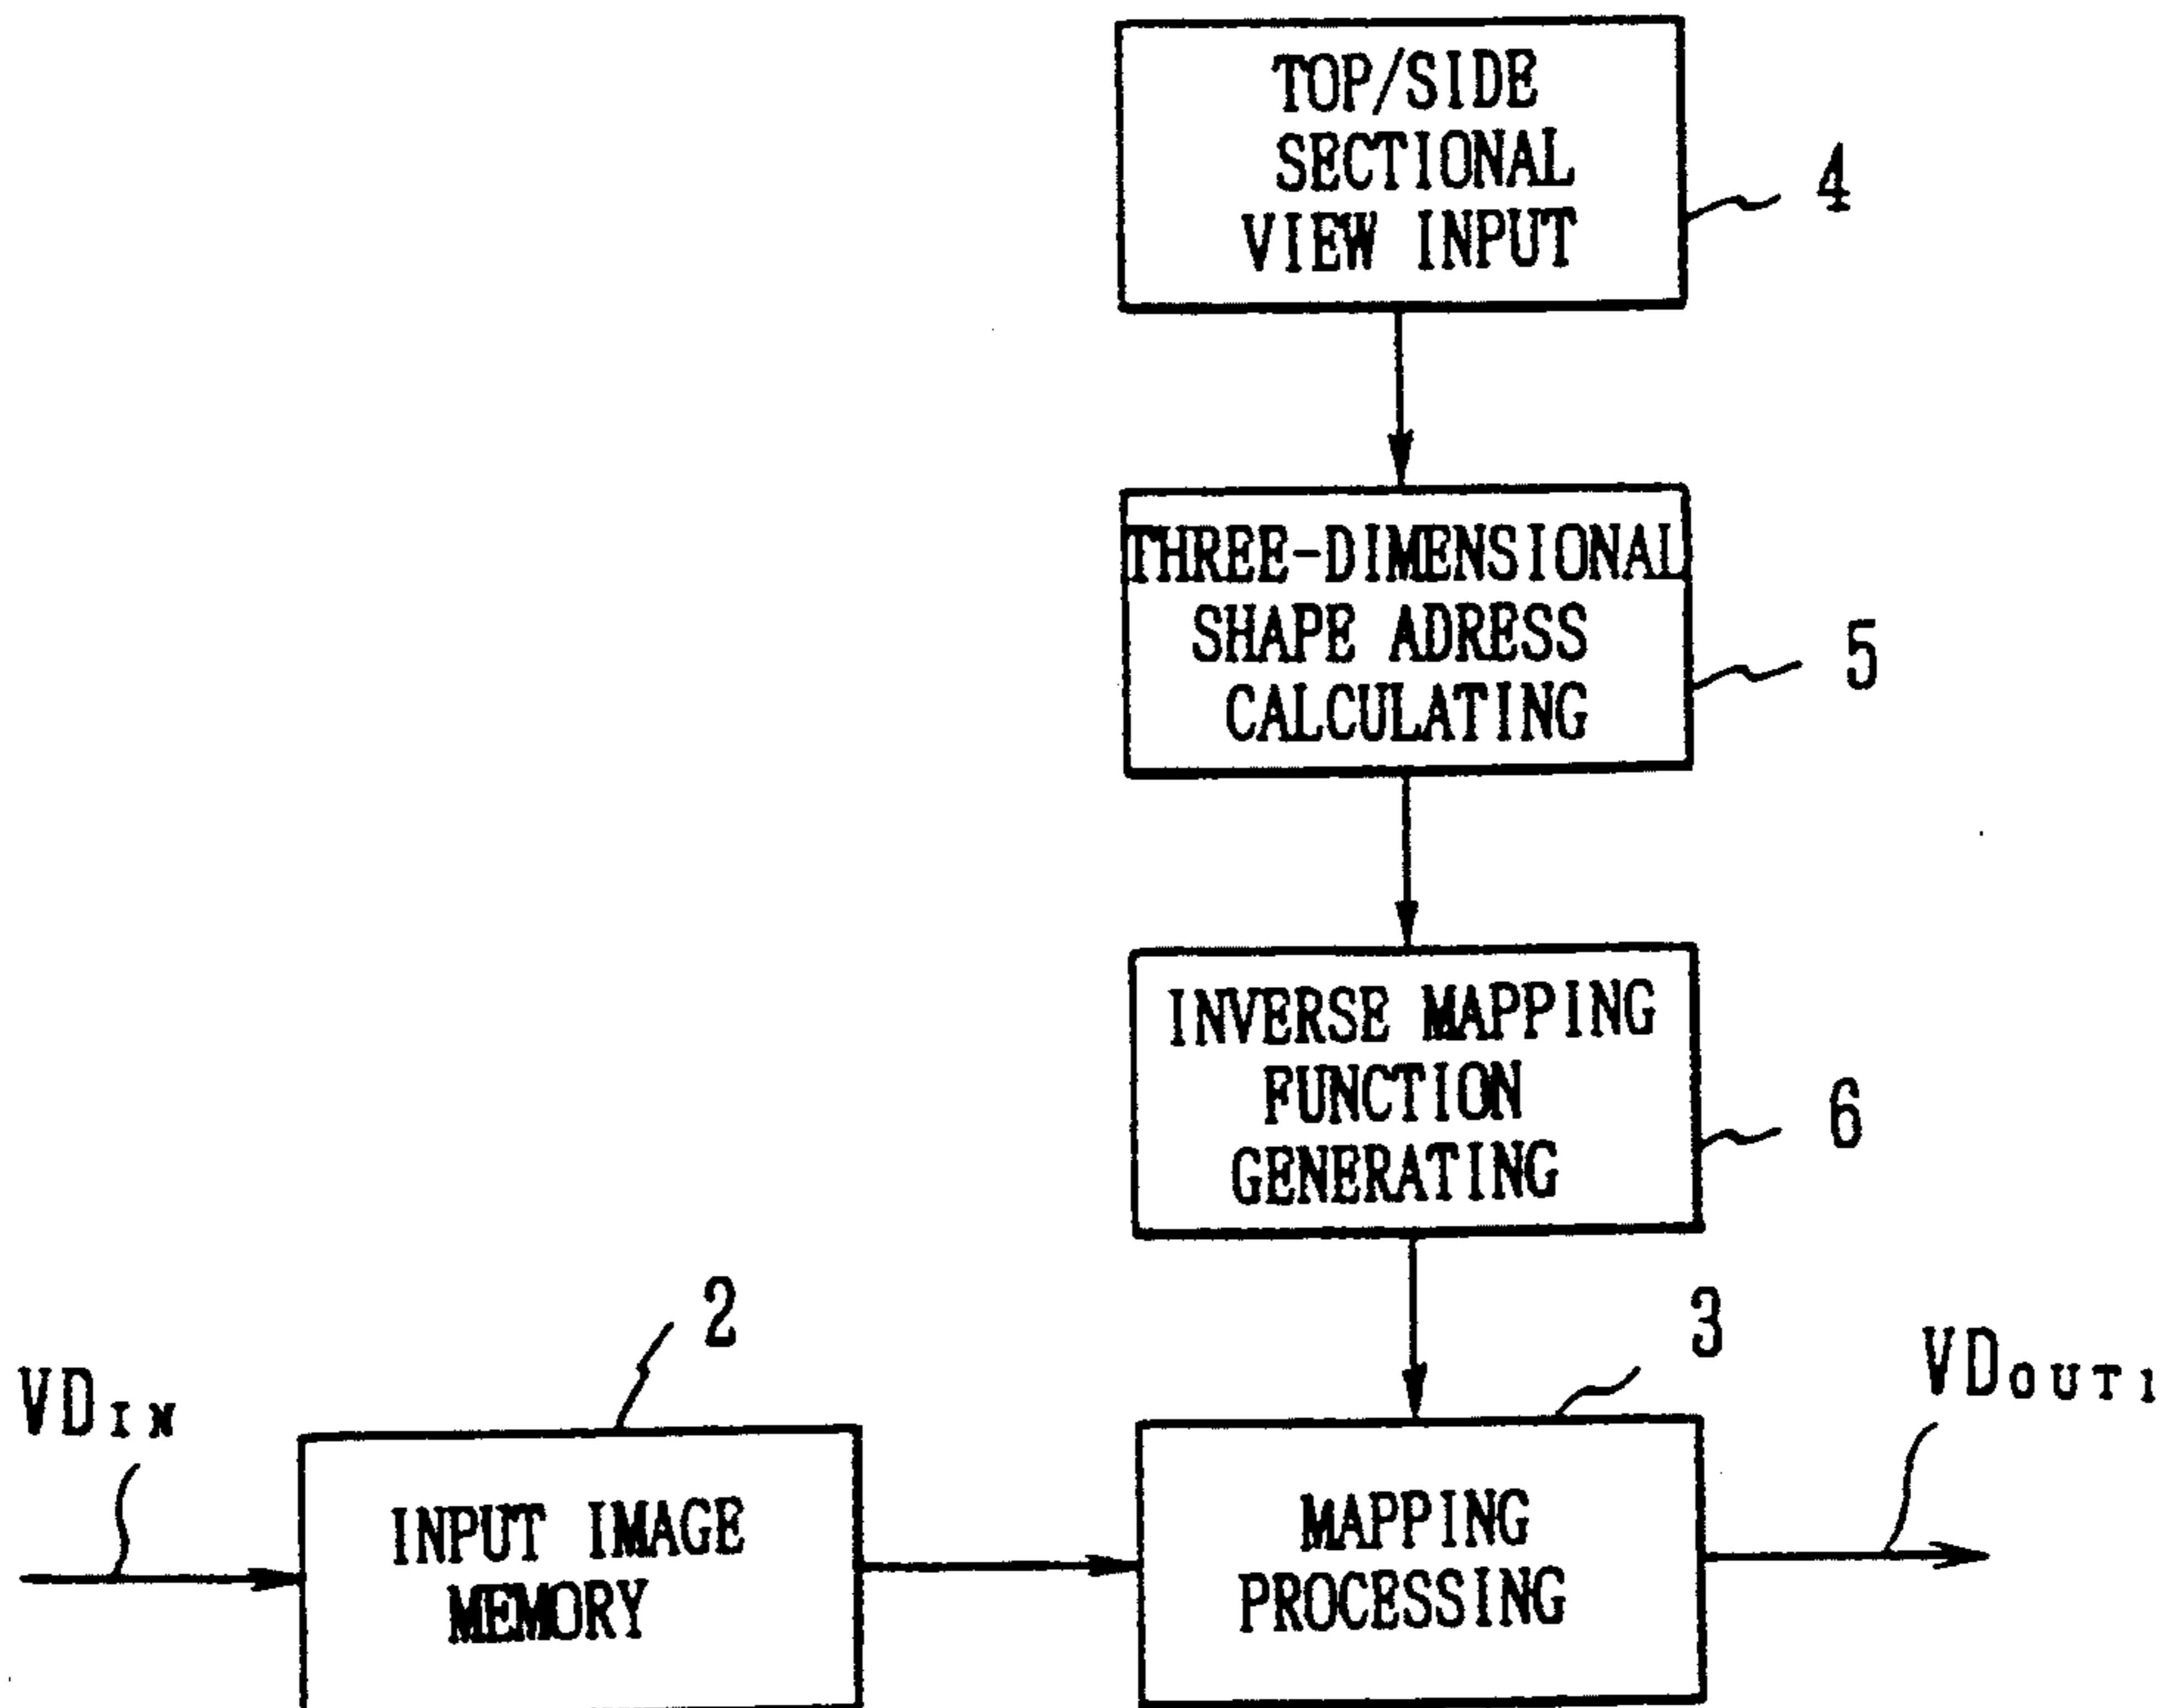 TOP/SIDE
SECTIONAL
VIEW INPUT
4
THREE-DIMENSIONAL
SHAPE ADRESS
CALCULATING
5
INVERSE MAPPING
FUNCTION
GENERATING
6
2
3
VDIN
VDOUT1
INPUT IMAGE
MEMORY
MAPPING
PROCESSING